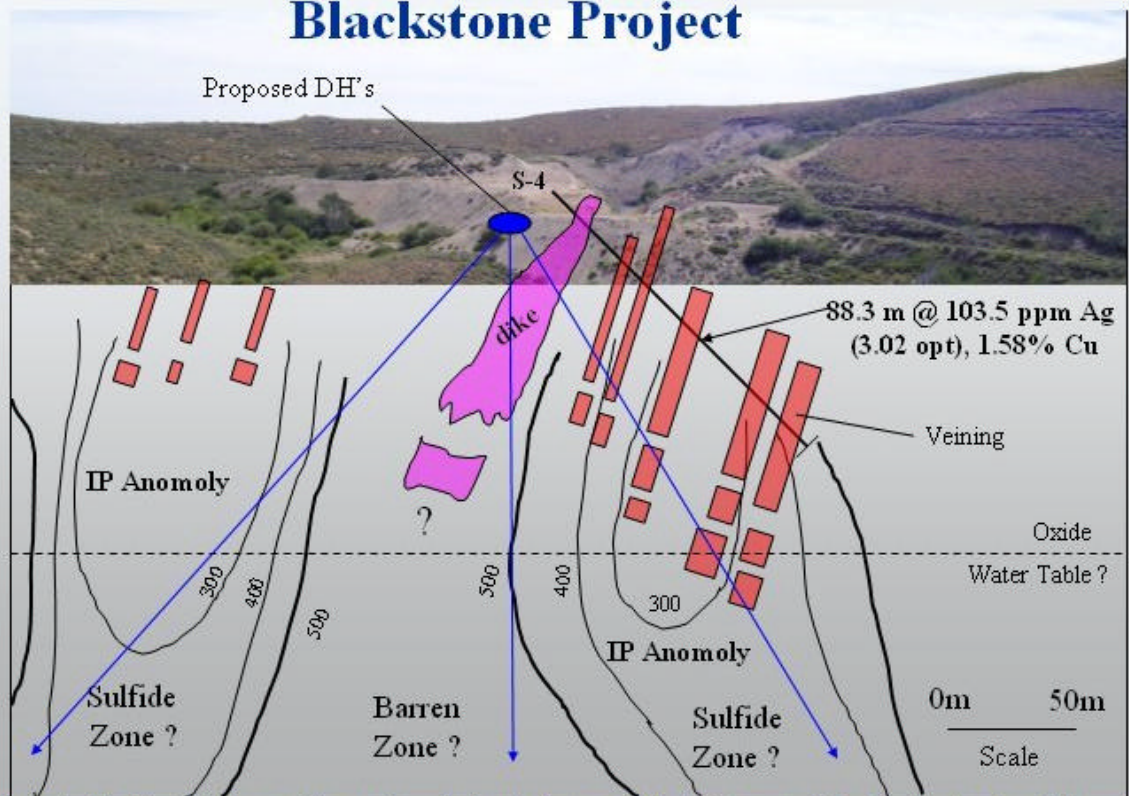 Blackstone Project
Proposed DH's
S-4
dike
88.3 m @ 103.5 ppm Ag
(3.02 opt), 1.58% Cu
Veining
IP Anomoly
?
Oxide
Water Table ?
300
400
500
500
400
300
IP Anomoly
Sulfide
Zone ?
Barren
Zone ?
Sulfide
Zone ?
0m 50m
Scale